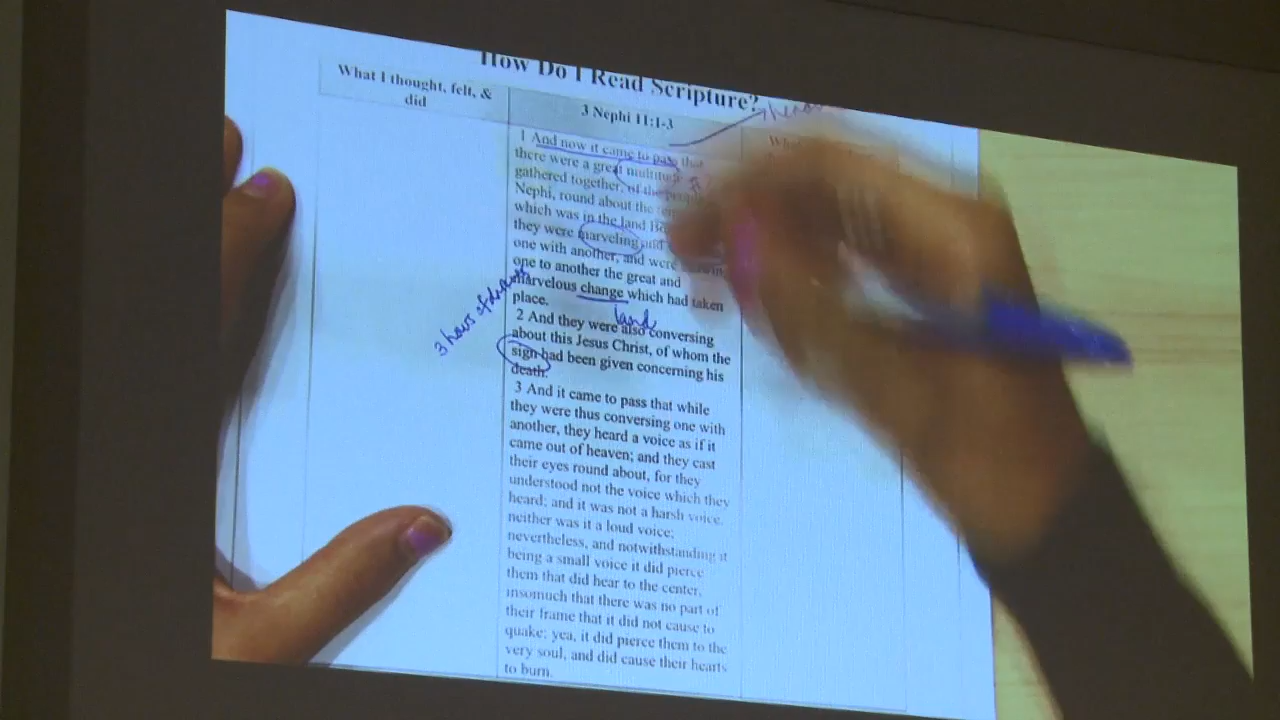 How Do I Read Scripture?
What I thought, felt, &
did
3 Nephi 11:1-3
1 And now it came to pass that
there were a great multitude
gathered together, of the people
Nephi, round about the
which was in the land
they were marveling and
one with another, and were
one to another the great and
marvelous change which had taken
place.
land
2 And they were also conversing
about this Jesus Christ, of whom the
sign had been given concerning his
death.
3 hours of
3 And it came to pass that while
they were thus conversing one with
another, they heard a voice as if it
came out of heaven; and they cast
their eyes round about, for they
understood not the voice which they
heard; and it was not a harsh voice,
neither was it a loud voice;
nevertheless, and notwithstanding it
being a small voice it did pierce
them that did hear to the center,
insomuch that there was no part of
their frame that it did not cause to
quake; yea, it did pierce them to the
very soul, and did cause their hearts
to burn.